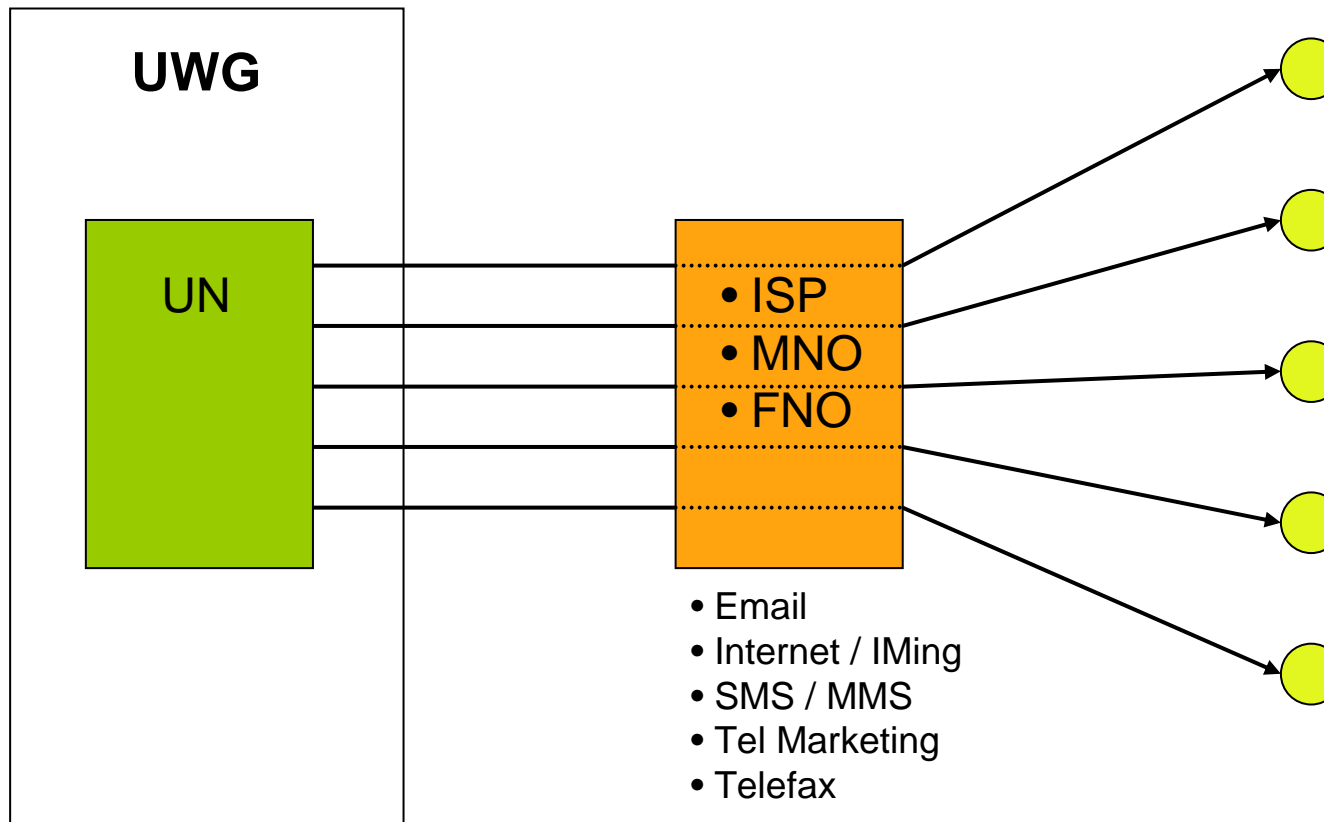 UWG
UN
• ISP
• MNO
• FNO
• Email
• Internet / IMing
• SMS / MMS
• Tel Marketing
• Telefax